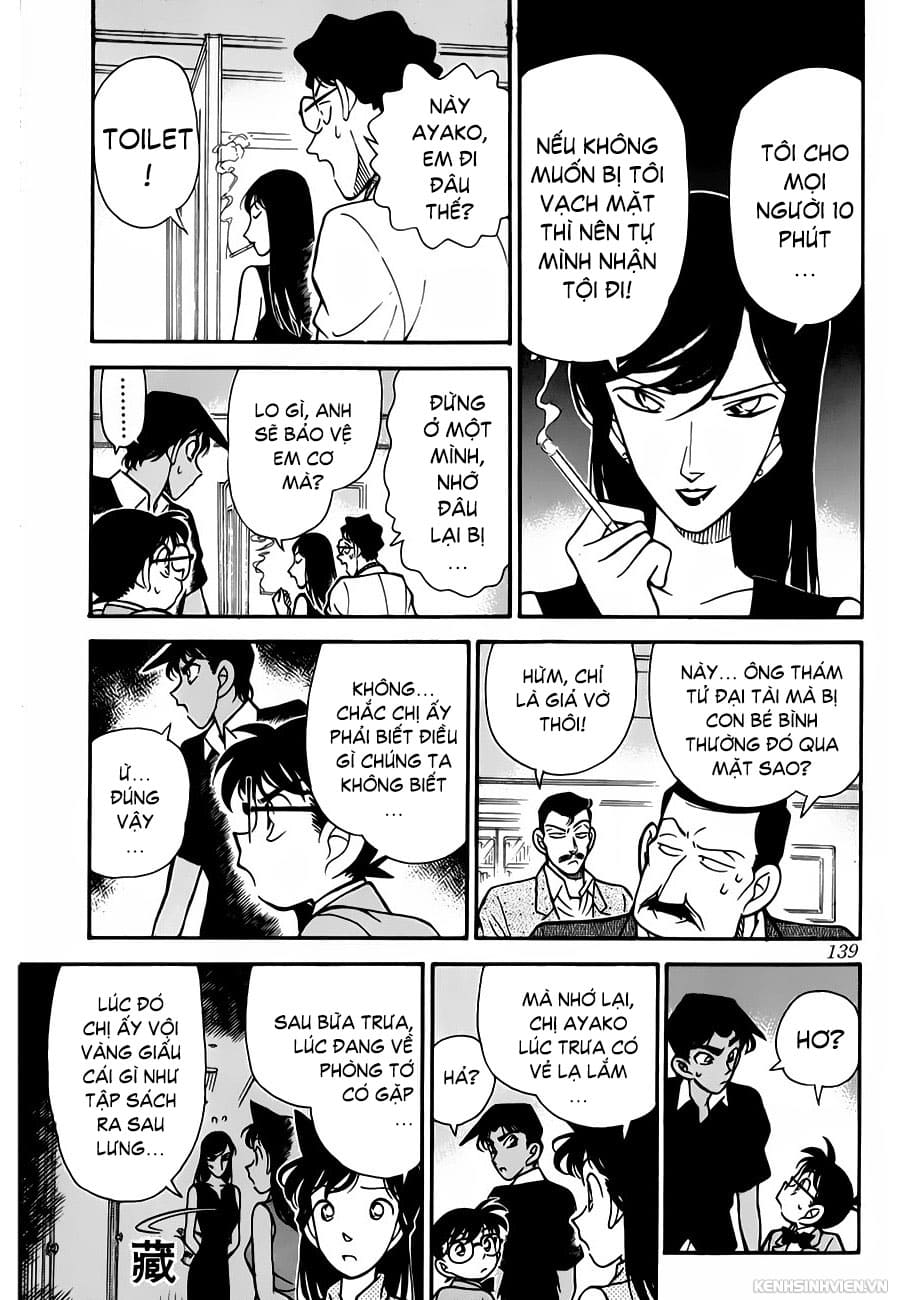 TÔI CHO
MỌI
NGƯỜI 10
PHÚT
...
NẾU KHÔNG
MUỐN BỊ TÔI
VẠCH MẶT
THÌ NÊN TỰ
MÌNH NHẬN
TỘI ĐI!
NÀY
AYAKO,
EM ĐI
ĐÂU
THẾ?
TOILET
!
ĐỪNG
Ở MỘT
MÌNH,
NHỠ
ĐÂU
LẠI BỊ
...
LO GÌ, ANH
SẼ BẢO VỆ
EM CƠ
MÀ?
.........
NÀY... ÔNG THÁM
TỬ ĐẠI TÀI MÀ BỊ
CON BÉ BÌNH
THƯỜNG ĐÓ QUA
MẶT SAO?
HỪM, CHỈ
LÀ GIẢ VỜ
THÔI!
KHÔNG...
CHẮC CHỊ ẤY
PHẢI BIẾT ĐIỀU
GÌ CHÚNG TA
KHÔNG BIẾT
...
Ừ...
ĐÚNG
VẬY
...
139
HƠ?
MÀ NHỚ LẠI,
CHỊ AYAKO
LÚC TRƯA CÓ
VẺ LẠ LẮM
...
HẢ?
SAU BỮA TRƯA,
LÚC ĐANG VỀ
PHÒNG TỚ
CÓ GẶP
...
LÚC ĐÓ
CHỊ ẤY VỘI
VÀNG GIẤU
CÁI GÌ NHƯ
TẬP SÁCH
RA SAU
LƯNG...
藏
KENHSINHVIEN.VN